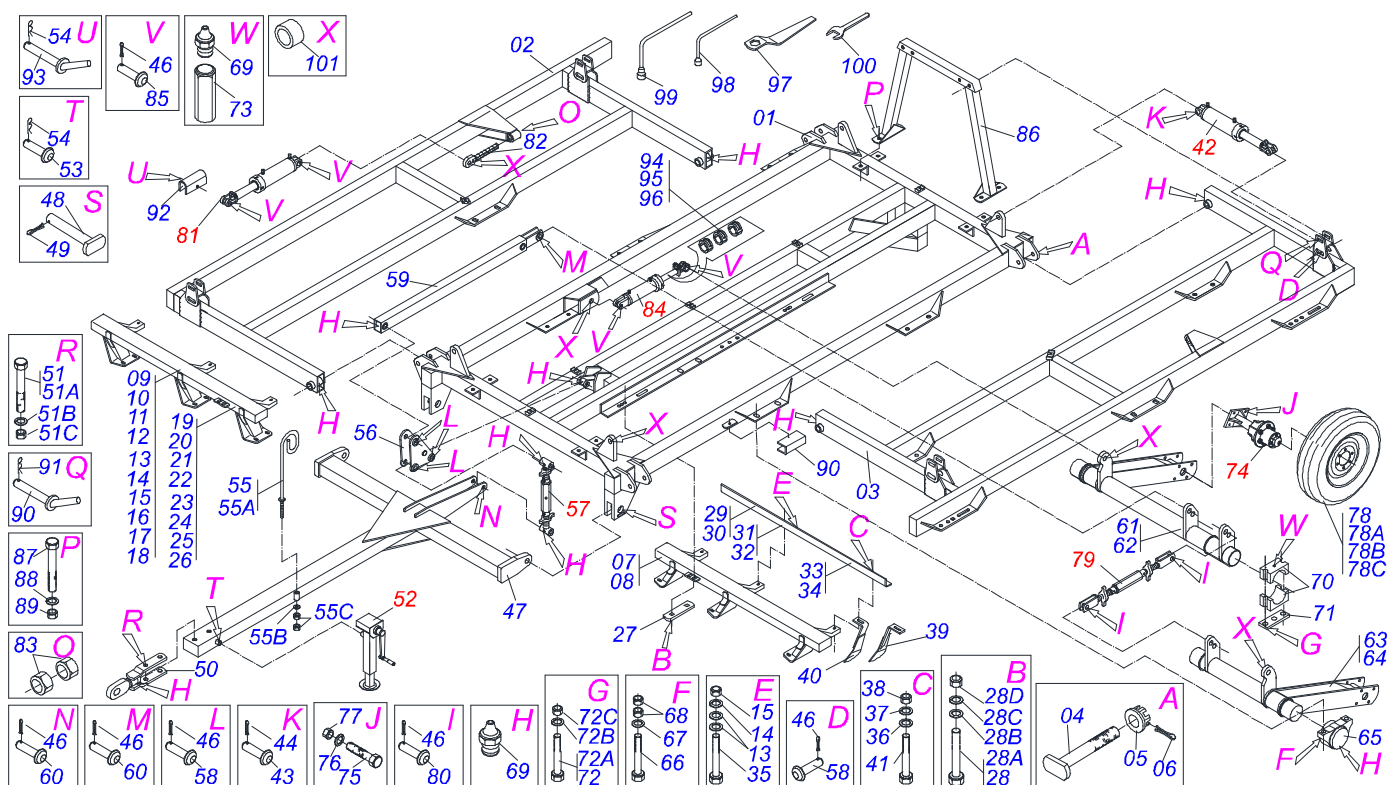 54 U
93
V
46
85
W
69
73
X
101
02
99
98
97
100
P
86
K
42
T
54
53
U
92
V
V
81
O
82
X
01
H
94
95
96
H
A
Q
D
48 S
49
59
M
H
V
84
V
X
H
R
51
51A
51B
51C
09
10
11
12
13
14
15
16
17
18
19
20
21
22
23
24
25
26
H
56
L
L
H
X
H
90
03
J
74
X
91 Q
90
55
55A
N
57
H
S
E
C
29
30
31
32
33
34
61
62
78
78A
78B
78C
W
70
71
G
79
I
I
P
87
88
89
T
R
50
H
55B
55C
52
47
07
08
27
B
40
39
X
63
64
65
F
H
83 O
N
46
60
M
46
60
L
46
58
K
44
43
77 J
76
75
I
46
80
H
69
G
72C
72B
72A
72
F
68
67
66
E
15
14
13
35
46 D
58
C
38
37
36
41
B
28D
28C
28B
28A
28
A
04
05
06